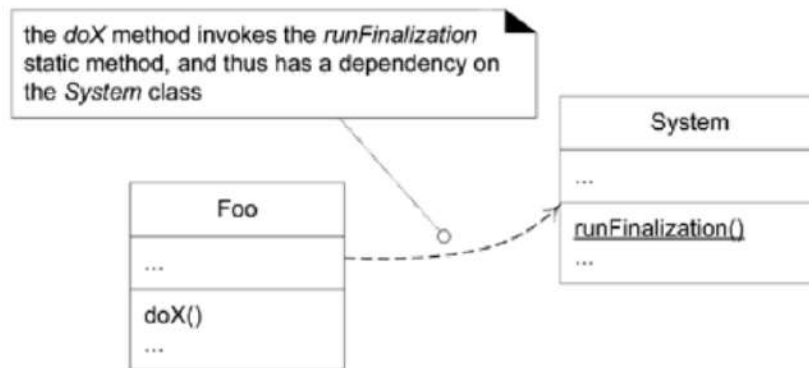 the doX method invokes the runFinalization
static method, and thus has a dependency on
the System class
System
...
runFinalization()
...
Foo
...
doX()
...